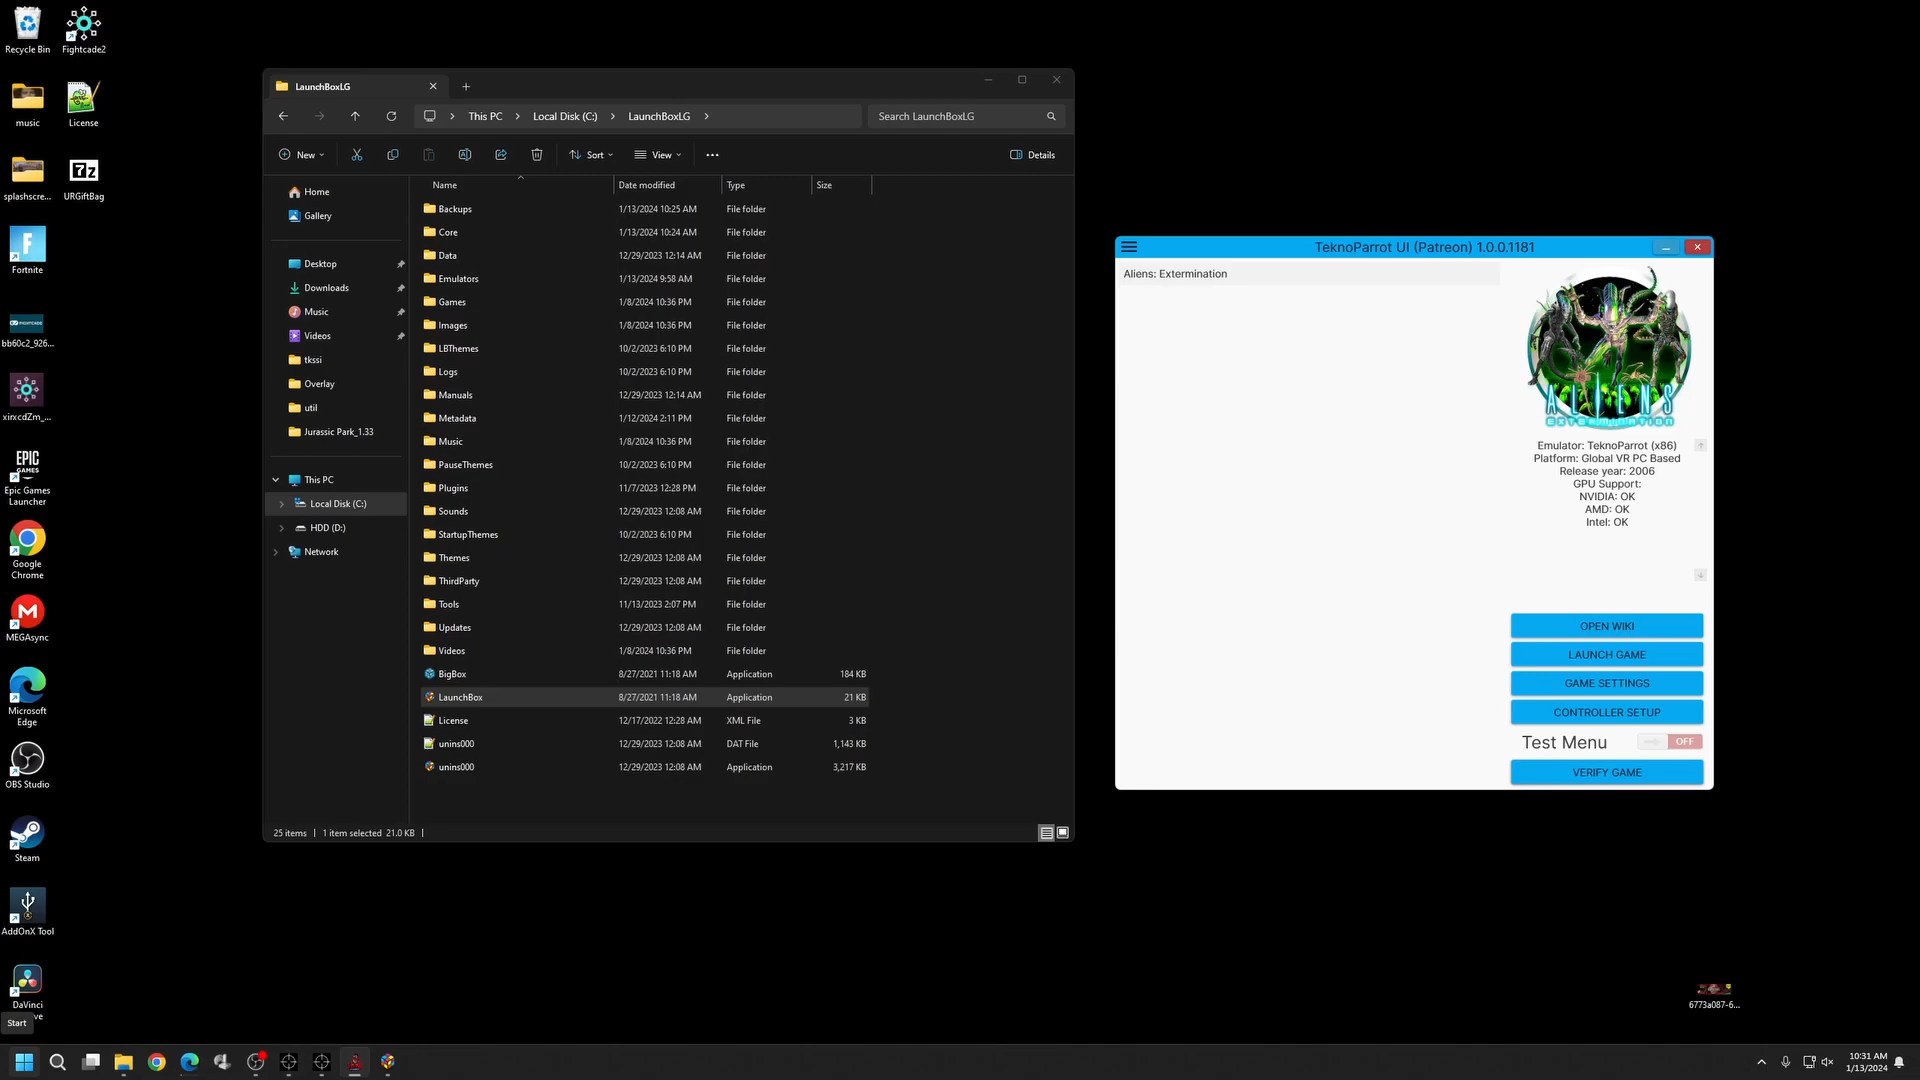 Recycle Bin
Fightcade2
music
License
splashscre...
URGiftBag
Fortnite
bb60c2_926...
xirxcdZm_...
EPIC
GAMES
Epic Games
Launcher
Google
Chrome
MEGAsync
Microsoft
Edge
OBS Studio
Steam
AddOnX Tool
DaVinci
ve
Start
LaunchBoxLG
This PC
Local Disk (C:)
LaunchBoxLG
Search LaunchBoxLG
New
Sort
View
Details
Home
Gallery
Desktop
Downloads
Music
Videos
tkssi
Overlay
util
Jurassic Park_1.33
This PC
Local Disk (C:)
HDD (D:)
Network
Name Date modified Type Size
Backups 1/13/2024 10:25 AM File folder
Core 1/13/2024 10:24 AM File folder
Data 12/29/2023 12:14 AM File folder
Emulators 1/13/2024 9:58 AM File folder
Games 1/8/2024 10:36 PM File folder
Images 1/8/2024 10:36 PM File folder
LBThemes 10/2/2023 6:10 PM File folder
Logs 10/2/2023 6:10 PM File folder
Manuals 12/29/2023 12:14 AM File folder
Metadata 1/12/2024 2:11 PM File folder
Music 1/8/2024 10:36 PM File folder
PauseThemes 10/2/2023 6:10 PM File folder
Plugins 11/7/2023 12:28 PM File folder
Sounds 12/29/2023 12:08 AM File folder
StartupThemes 10/2/2023 6:10 PM File folder
Themes 12/29/2023 12:08 AM File folder
ThirdParty 12/29/2023 12:08 AM File folder
Tools 11/13/2023 2:07 PM File folder
Updates 12/29/2023 12:08 AM File folder
Videos 1/8/2024 10:36 PM File folder
BigBox 8/27/2021 11:18 AM Application 184 KB
LaunchBox 8/27/2021 11:18 AM Application 21 KB
License 12/17/2022 12:28 AM XML File 3 KB
unins000 12/29/2023 12:08 AM DAT File 1,143 KB
unins000 12/29/2023 12:08 AM Application 3,217 KB
25 items 1 item selected 21.0 KB
TeknoParrot UI (Patreon) 1.0.0.1181
Aliens: Extermination
ALIENS
EXTERMINATION
Emulator: TeknoParrot (x86)
Platform: Global VR PC Based
Release year: 2006
GPU Support:
NVIDIA: OK
AMD: OK
Intel: OK
OPEN WIKI
LAUNCH GAME
GAME SETTINGS
CONTROLLER SETUP
Test Menu OFF
VERIFY GAME
6773a087-6...
10:31 AM
1/13/2024